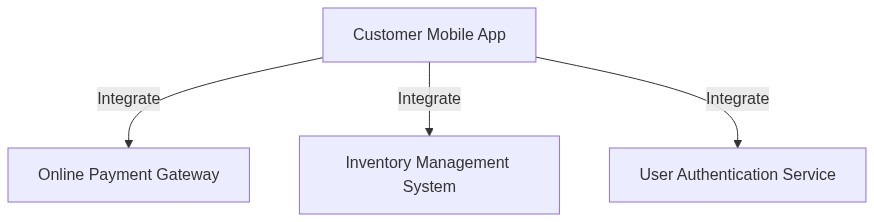 Customer Mobile App
Integrate
Integrate
Integrate
Online Payment Gateway
Inventory Management
System
User Authentication Service